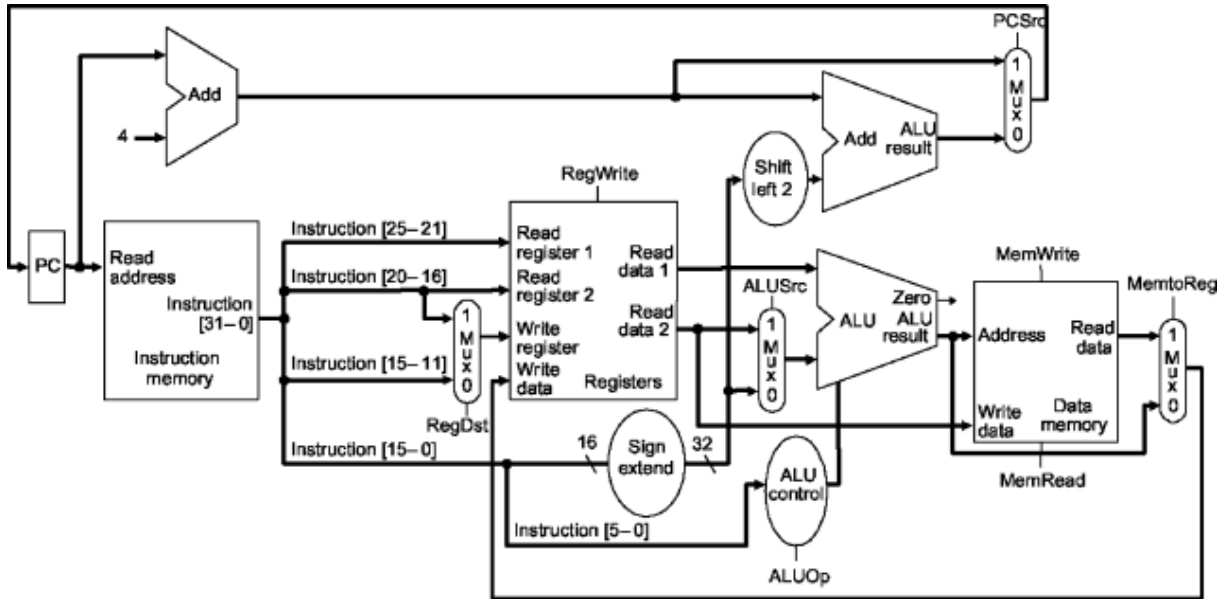 PCSrc
1
M
u
x
0
Add
4
Add
ALU
result
Shift
left 2
RegWrite
PC
Read
address
Instruction
[31–0]
Instruction
memory
Instruction [25–21]
Instruction [20–16]
Instruction [15–11]
Instruction [15–0]
Instruction [5–0]
1
M
u
x
0
RegDst
Read
register 1
Read
register 2
Write
register
Write
data
Read
data 1
Read
data 2
Registers
16
Sign
extend
32
ALUSrc
1
M
u
x
0
Zero
ALU
ALU
result
ALU
control
ALUOp
MemWrite
Address
Read
data
Write
data
Data
memory
MemRead
MemtoReg
1
M
u
x
0